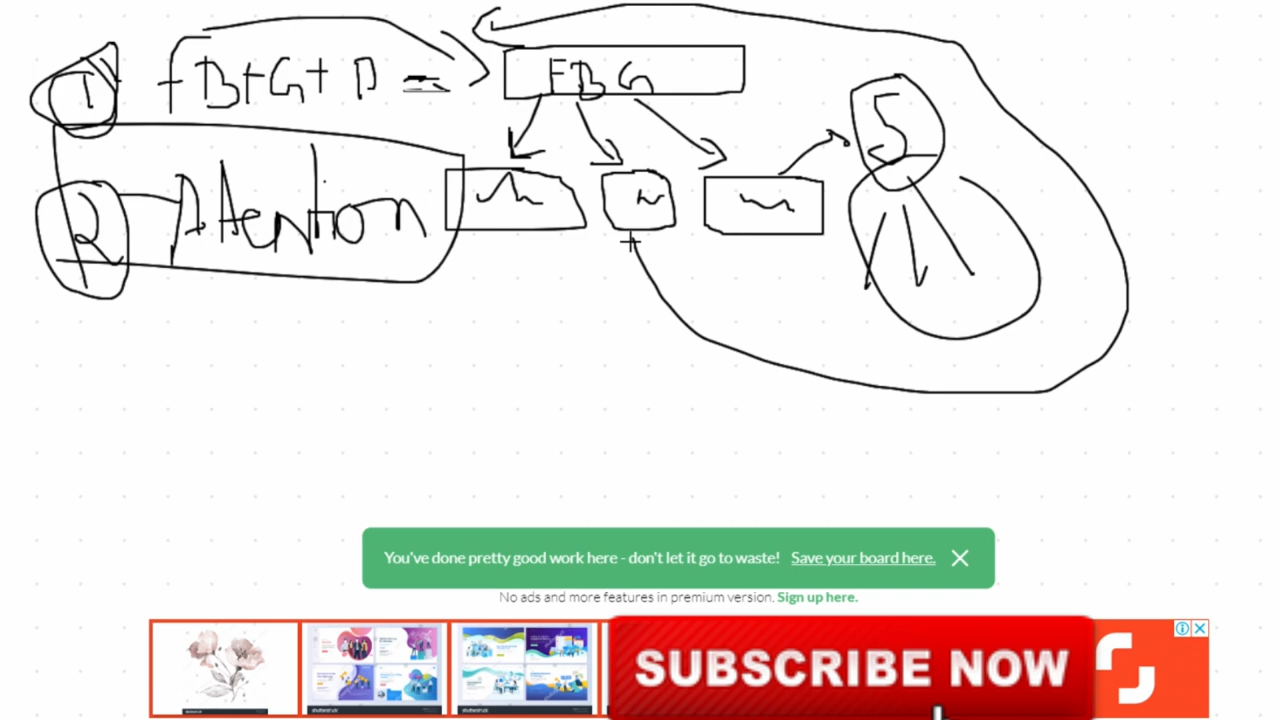 1 + B + G + D =
FBG
5
2 Attention
You've done pretty good work here - don't let it go to waste! Save your board here.
No ads and more features in premium version. Sign up here.
SUBSCRIBE NOW